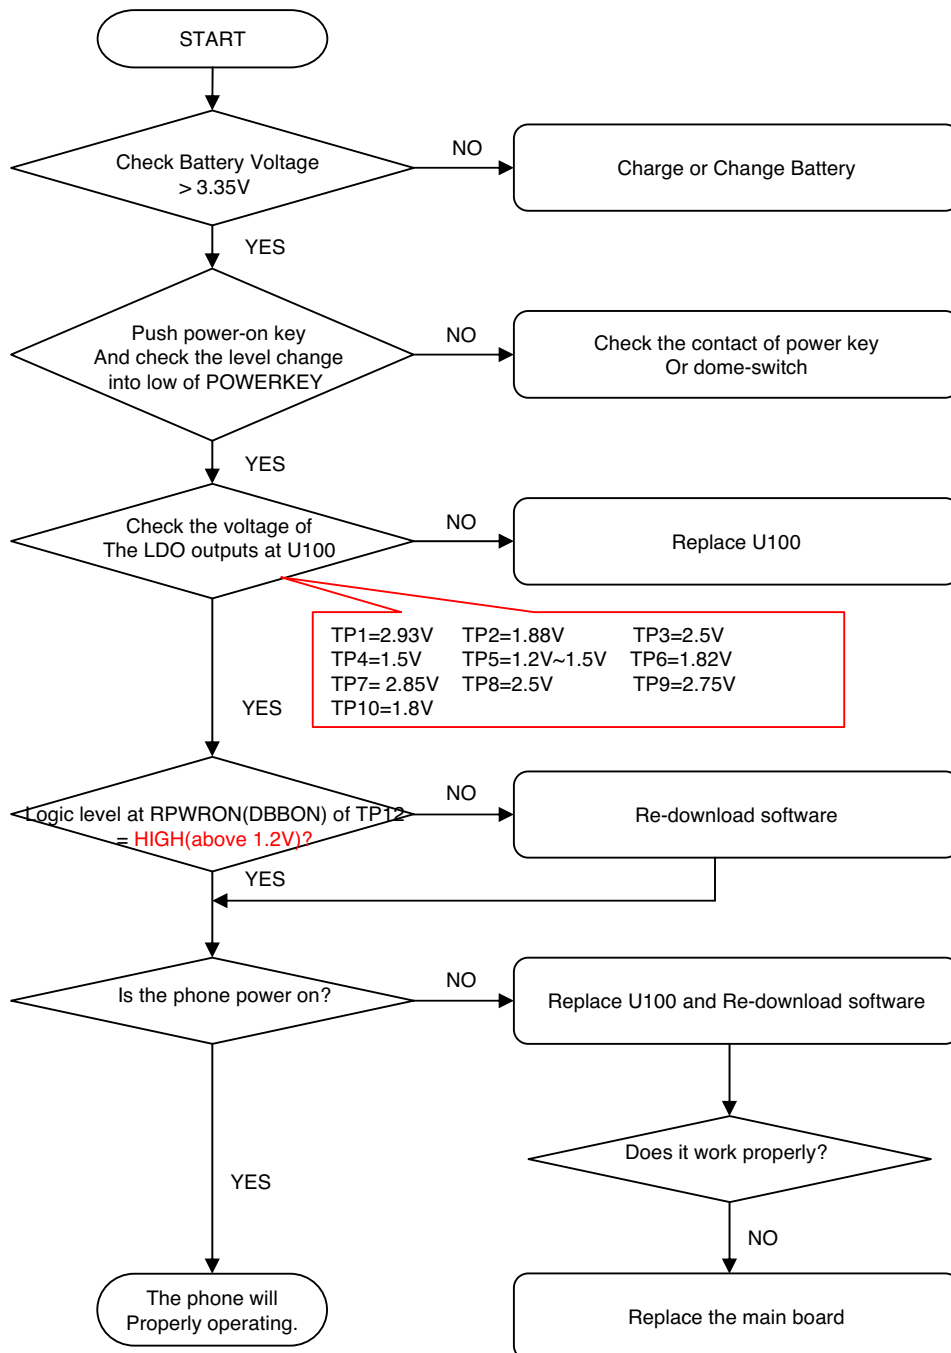 START
Check Battery Voltage
> 3.35V
NO
Charge or Change Battery
YES
Push power-on key
And check the level change
into low of POWERKEY
NO
Check the contact of power key
Or dome-switch
YES
Check the voltage of
The LDO outputs at U100
NO
Replace U100
TP1=2.93V TP2=1.88V TP3=2.5V
TP4=1.5V TP5=1.2V~1.5V TP6=1.82V
TP7= 2.85V TP8=2.5V TP9=2.75V
TP10=1.8V
YES
Logic level at RPWRON(DBBON) of TP12
= HIGH(above 1.2V)?
NO
Re-download software
YES
Is the phone power on?
NO
Replace U100 and Re-download software
Does it work properly?
YES
NO
The phone will
Properly operating.
Replace the main board